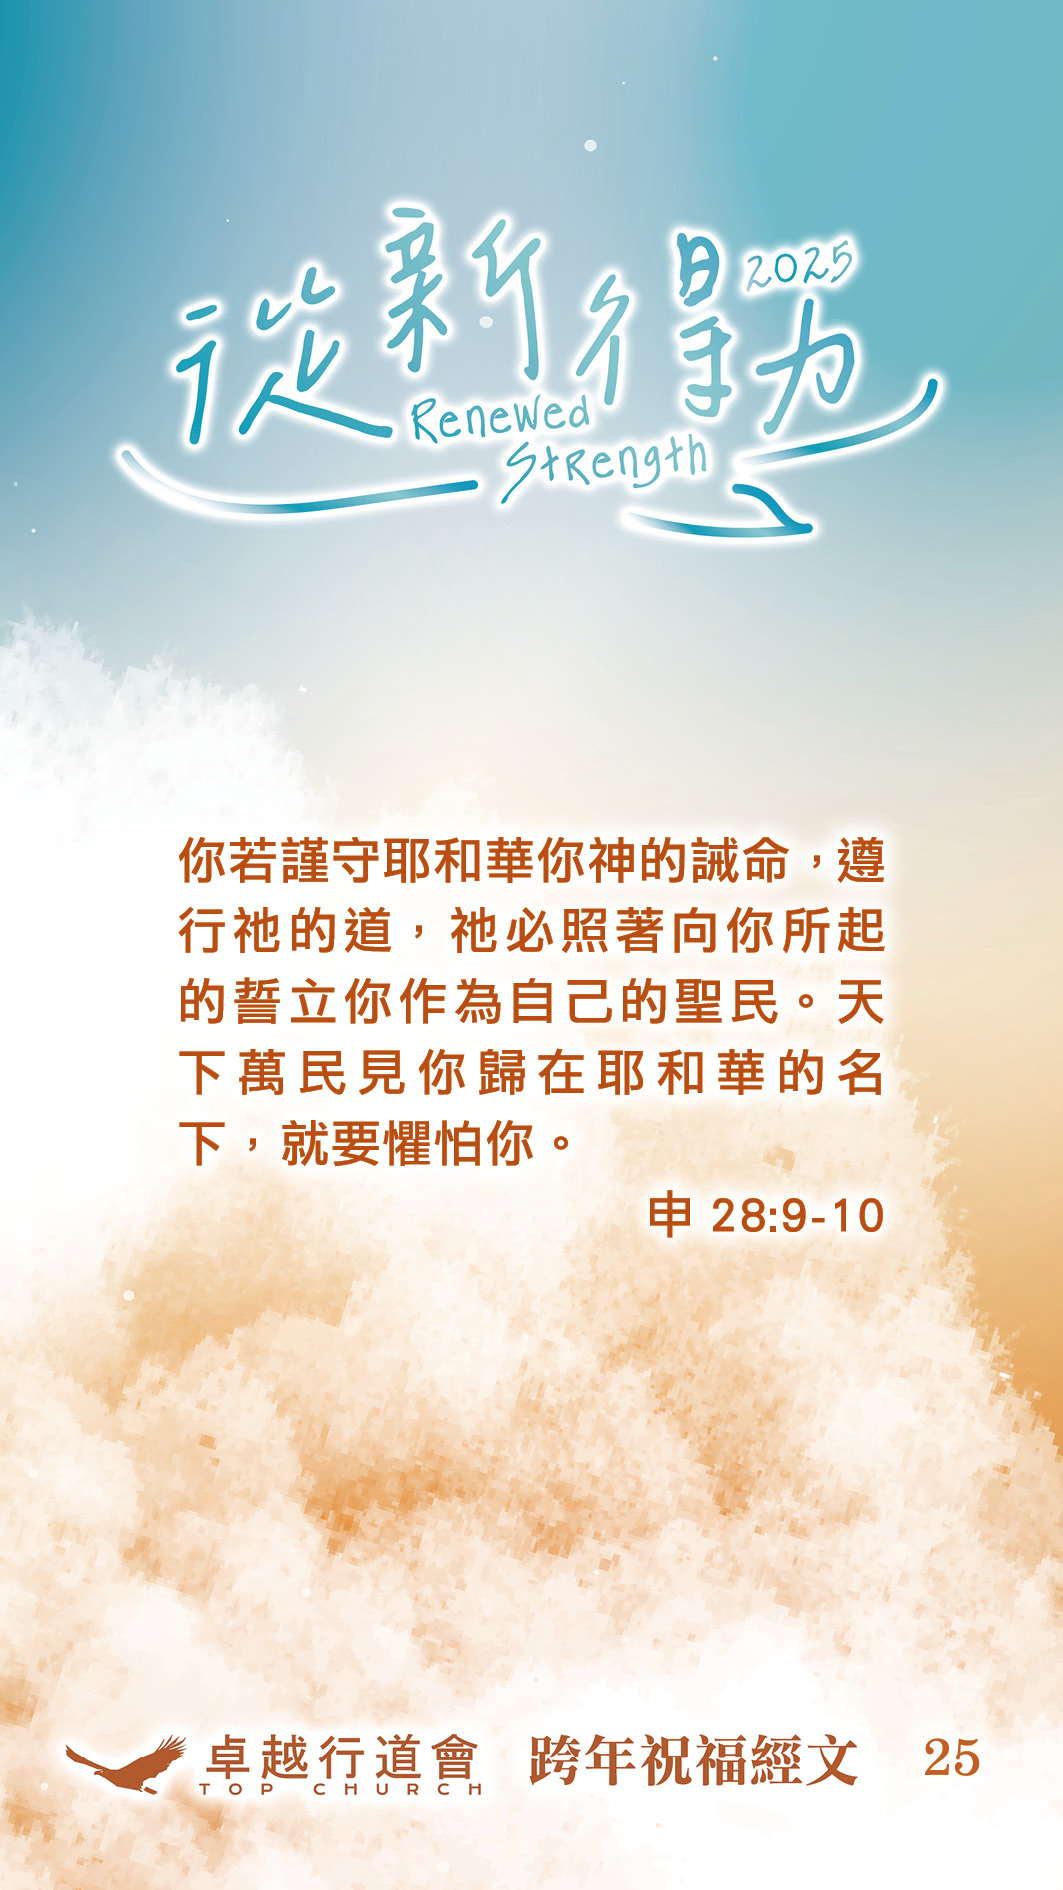 從新得力 2025
Renewed
Strength
你若謹守耶和華你神的誡命，遵
行祂的道，祂必照著向你所起
的誓立你作為自己的聖民。天
下萬民見你歸在耶和華的名
下，就要懼怕你。
申 28:9-10
卓越行道會 跨年祝福經文 25
TOP CHURCH